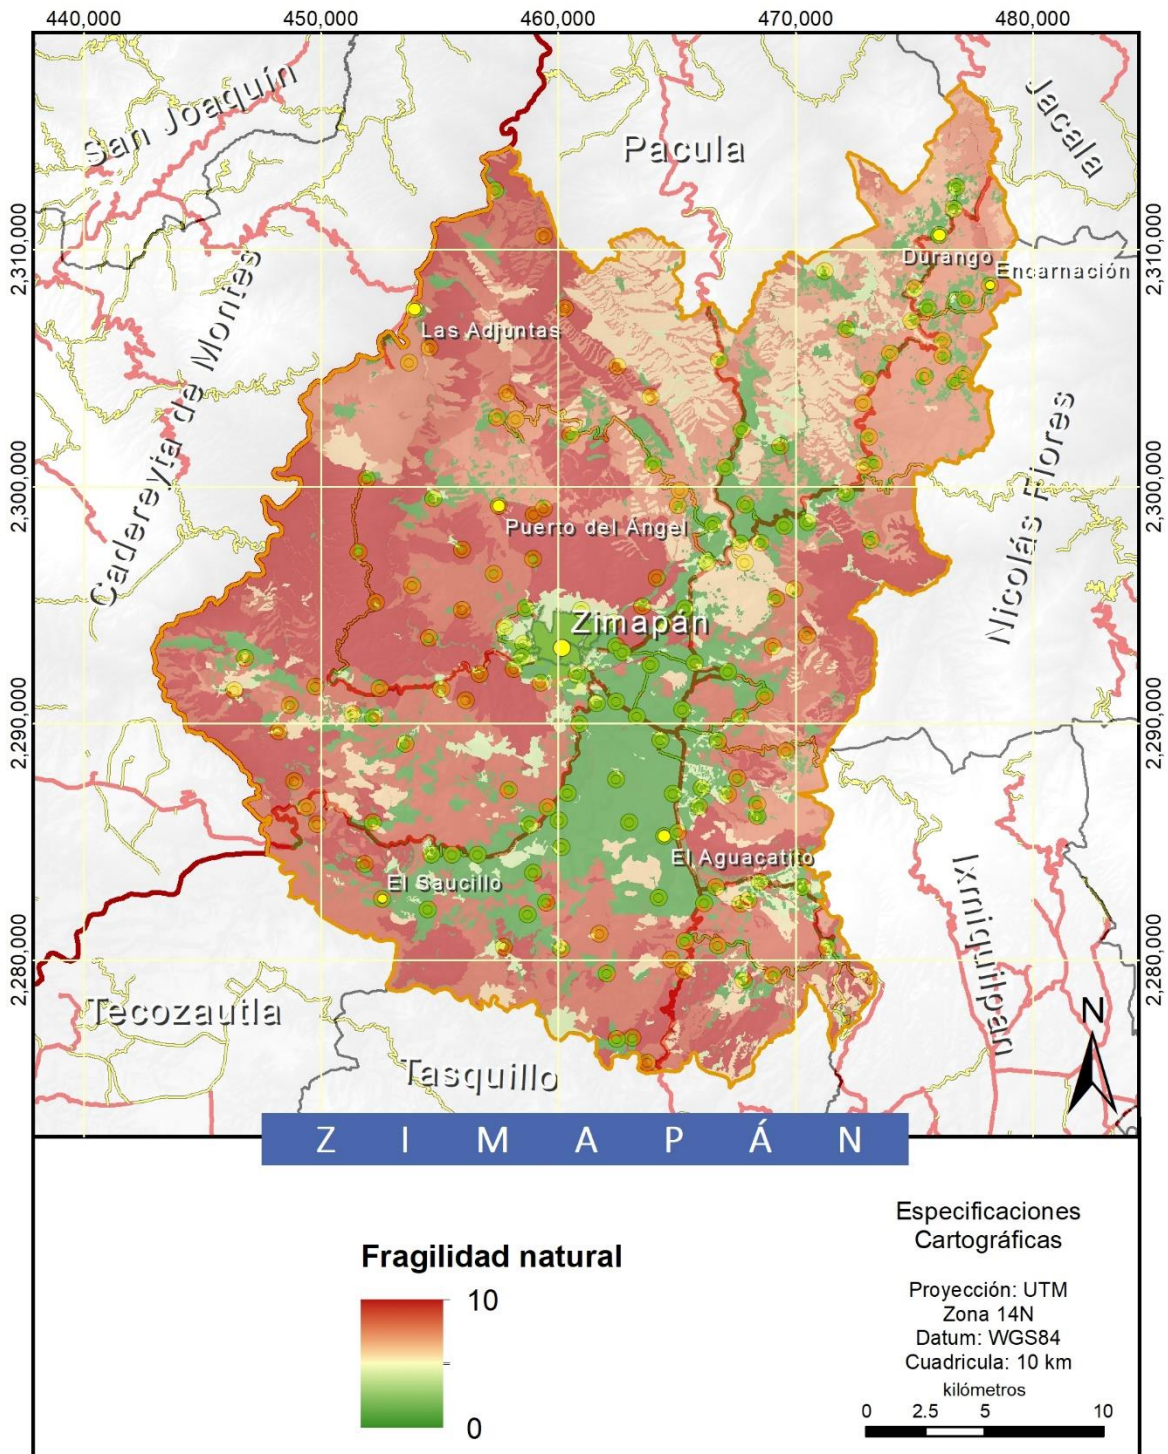 440,000
450,000
460,000
470,000
480,000
San Joaquín
Pacula
Jacala
2,310,000
2,310,000
Durango
Encarnación
Las Adjuntas
Cadereyta de Montes
Nicolás Flores
2,300,000
2,300,000
Puerto del Ángel
Zimapán
2,290,000
2,290,000
El Aguacatito
El Saucillo
Ixmiquilpan
2,280,000
2,280,000
Tecozautla
N
Tasquillo
Z I M A P Á N
Fragilidad natural
10
0
Especificaciones
Cartográficas
Proyección: UTM
Zona 14N
Datum: WGS84
Cuadricula: 10 km
kilómetros
0 2.5 5 10